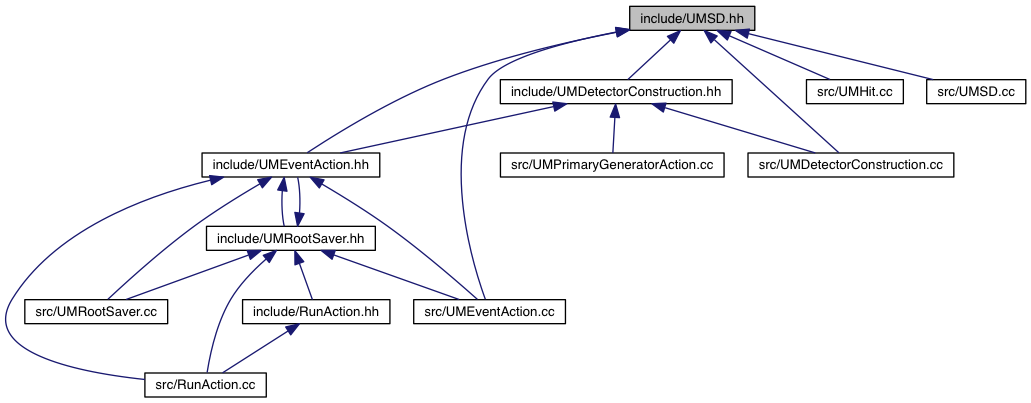 include/UMSD.hh
include/UMDetectorConstruction.hh
src/UMHit.cc
src/UMSD.cc
include/UMEventAction.hh
src/UMPrimaryGeneratorAction.cc
src/UMDetectorConstruction.cc
include/UMRootSaver.hh
src/UMRootSaver.cc
include/RunAction.hh
src/UMEventAction.cc
src/RunAction.cc